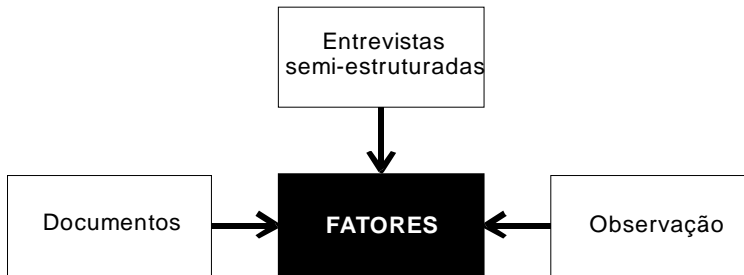 Entrevistas
semi-estruturadas
Documentos
FATORES
Observação